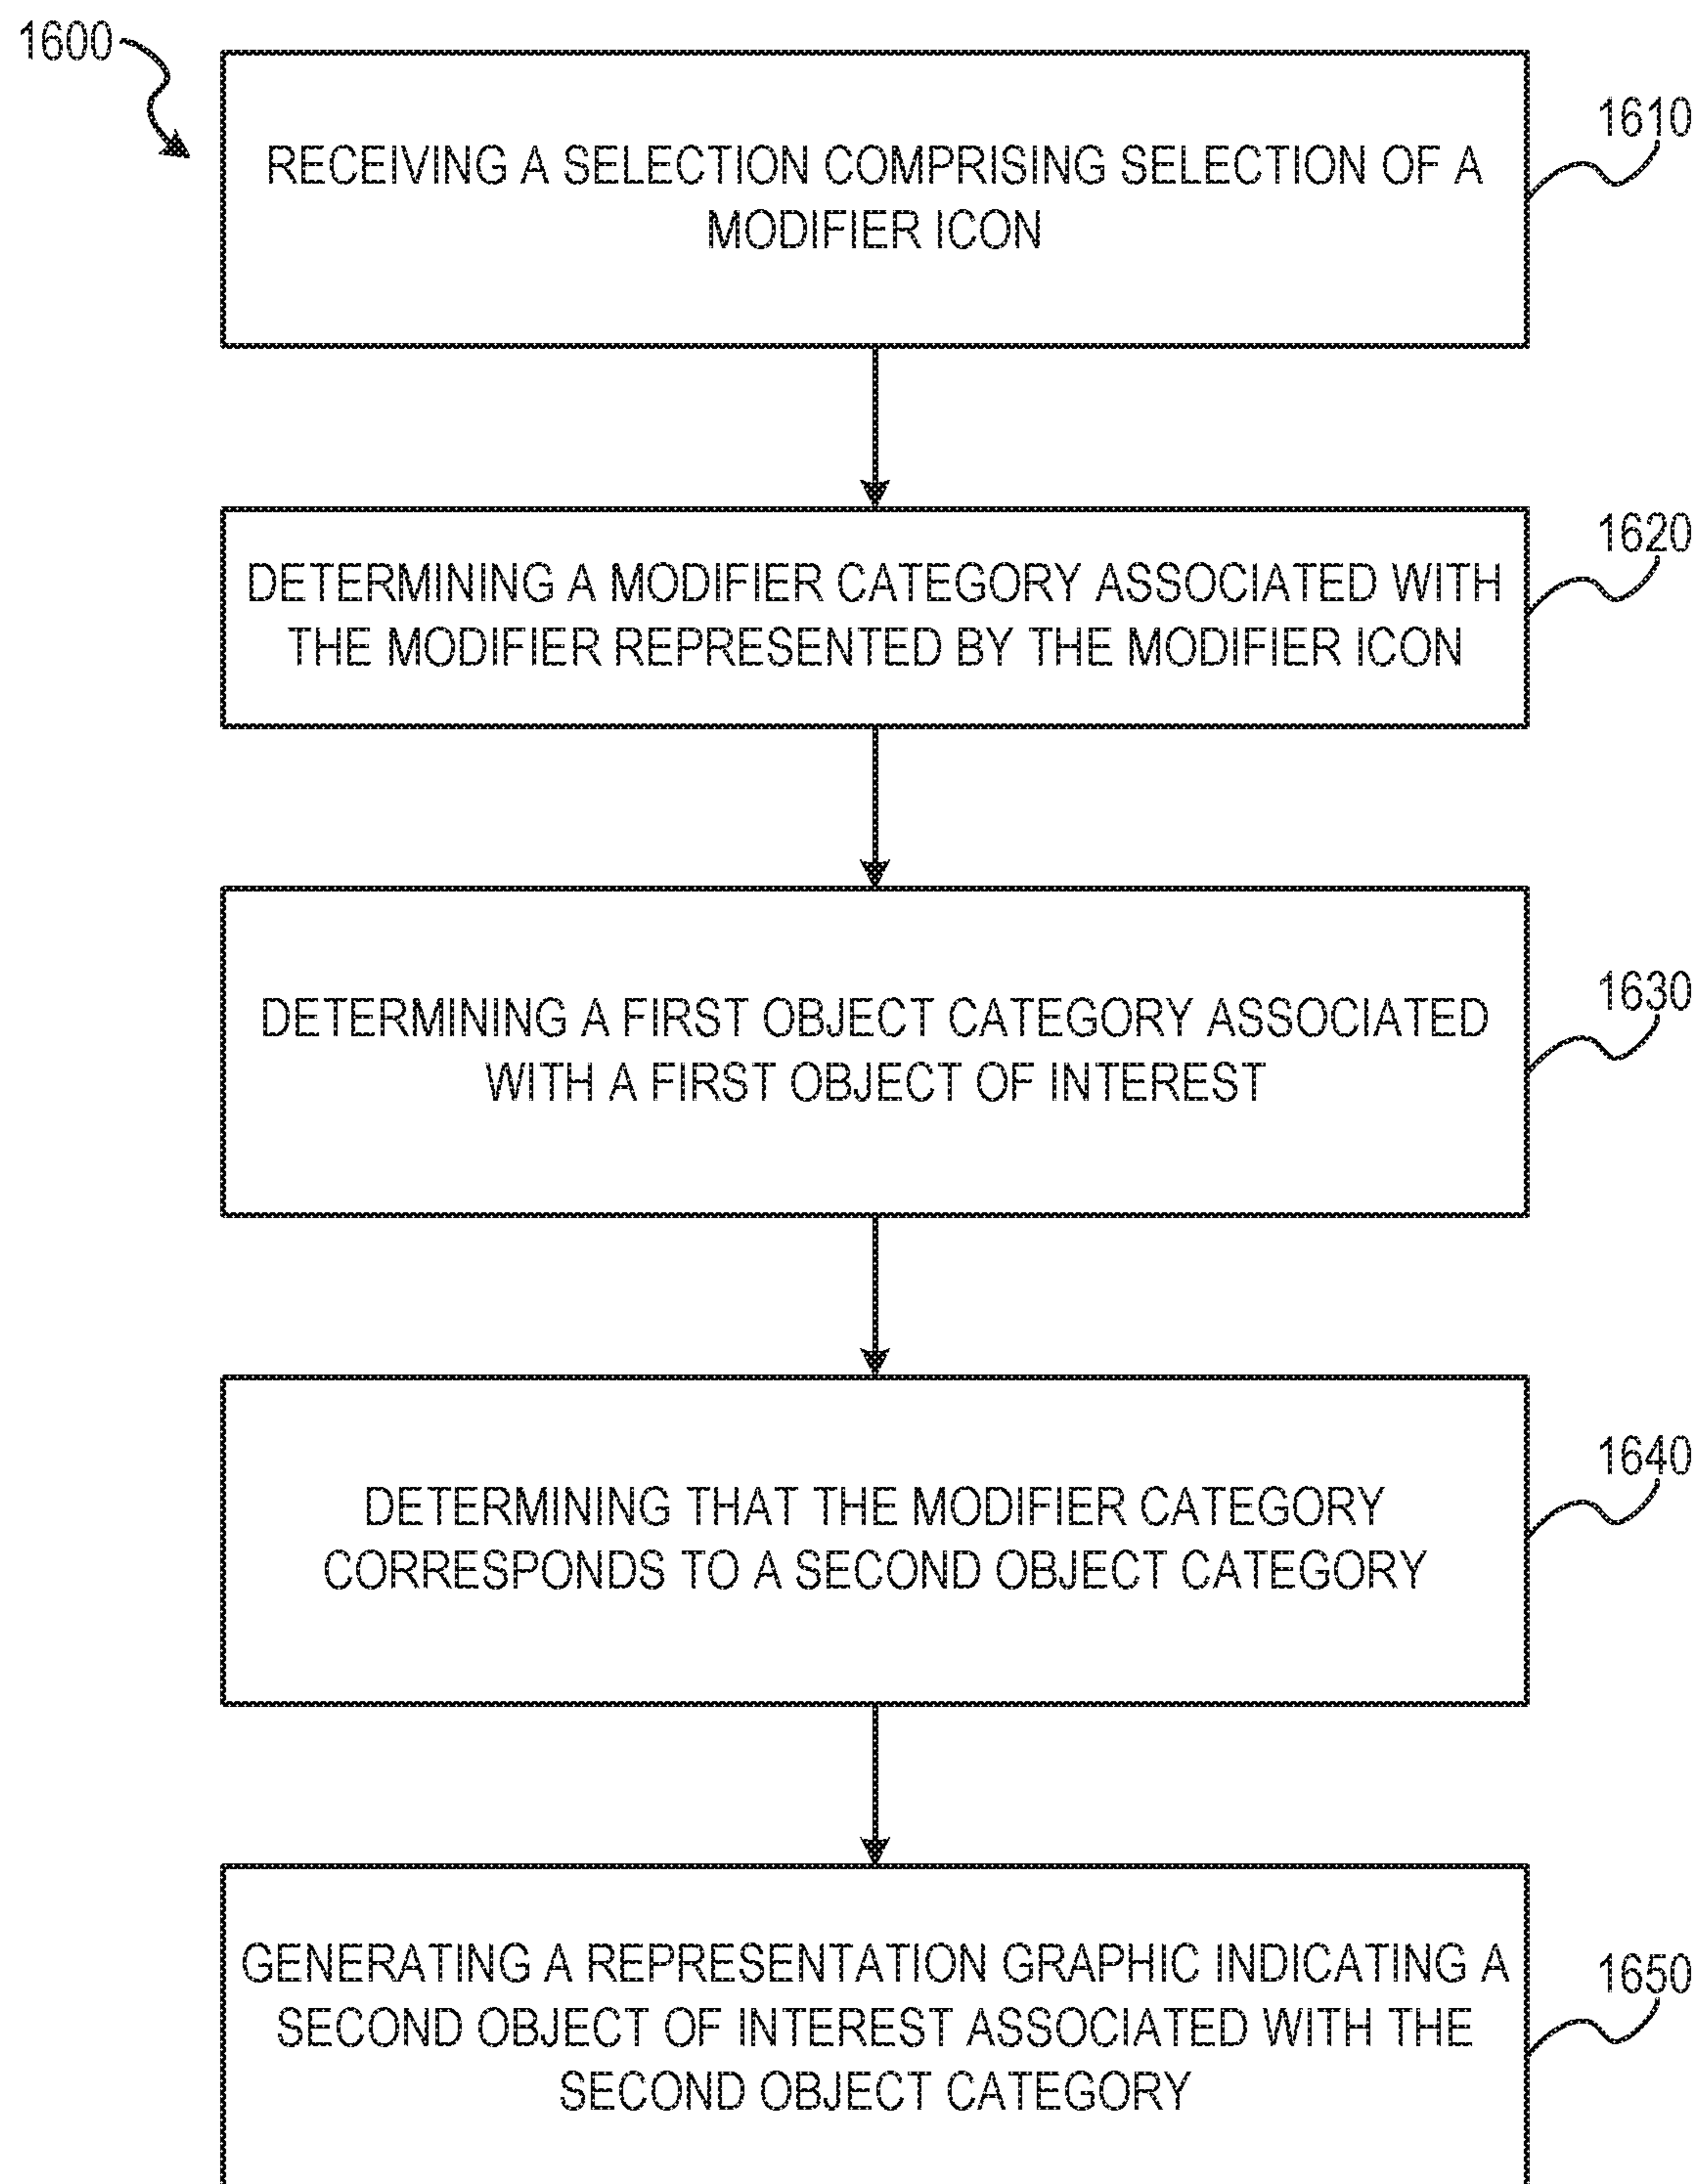 1600
1610
RECEIVING A SELECTION COMPRISING SELECTION OF A
MODIFIER ICON
1620
DETERMINING A MODIFIER CATEGORY ASSOCIATED WITH
THE MODIFIER REPRESENTED BY THE MODIFIER ICON
1630
DETERMINING A FIRST OBJECT CATEGORY ASSOCIATED
WITH A FIRST OBJECT OF INTEREST
1640
DETERMINING THAT THE MODIFIER CATEGORY
CORRESPONDS TO A SECOND OBJECT CATEGORY
1650
GENERATING A REPRESENTATION GRAPHIC INDICATING A
SECOND OBJECT OF INTEREST ASSOCIATED WITH THE
SECOND OBJECT CATEGORY